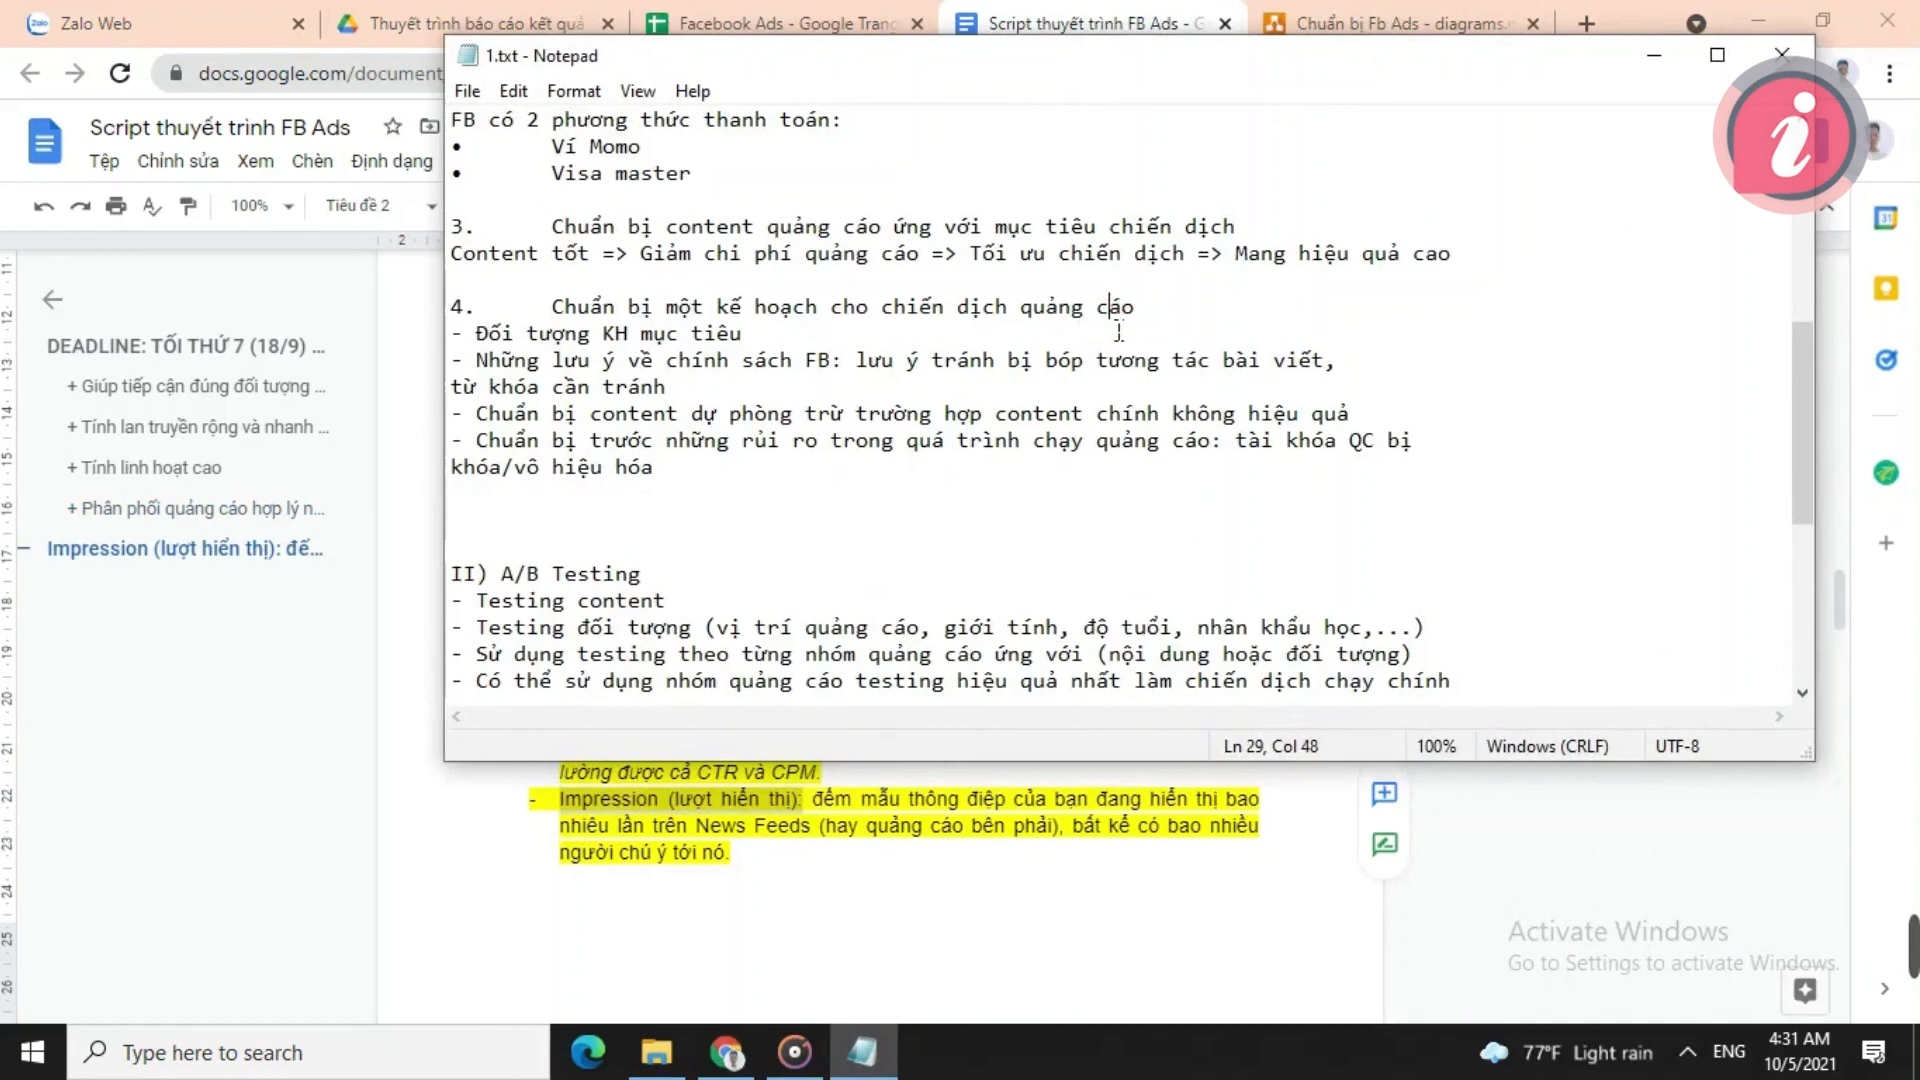 Zalo Web
Thuyết trình báo cáo kết quả
Facebook Ads - Google Trang
Script thuyết trình FB Ads - G
Chuẩn bị Fb Ads - diagrams.n
docs.google.com/document
1.txt - Notepad
File Edit Format View Help
Script thuyết trình FB Ads
Tệp Chỉnh sửa Xem Chèn Định dạng
100% Tiêu đề 2
DEADLINE: TỐI THỨ 7 (18/9) ...
+ Giúp tiếp cận đúng đối tượng ...
+ Tính lan truyền rộng và nhanh ...
+ Tính linh hoạt cao
+ Phân phối quảng cáo hợp lý n...
Impression (lượt hiển thị): đế...
FB có 2 phương thức thanh toán:
• Ví Momo
• Visa master
3. Chuẩn bị content quảng cáo ứng với mục tiêu chiến dịch
Content tốt => Giảm chi phí quảng cáo => Tối ưu chiến dịch => Mang hiệu quả cao
4. Chuẩn bị một kế hoạch cho chiến dịch quảng cáo
- Đối tượng KH mục tiêu
- Những lưu ý về chính sách FB: lưu ý tránh bị bóp tương tác bài viết,
từ khóa cần tránh
- Chuẩn bị content dự phòng trừ trường hợp content chính không hiệu quả
- Chuẩn bị trước những rủi ro trong quá trình chạy quảng cáo: tài khóa QC bị
khóa/vô hiệu hóa
II) A/B Testing
- Testing content
- Testing đối tượng (vị trí quảng cáo, giới tính, độ tuổi, nhân khẩu học,...)
- Sử dụng testing theo từng nhóm quảng cáo ứng với (nội dung hoặc đối tượng)
- Có thể sử dụng nhóm quảng cáo testing hiệu quả nhất làm chiến dịch chạy chính
Ln 29, Col 48 100% Windows (CRLF) UTF-8
lường được cả CTR và CPM.
- Impression (lượt hiển thị): đếm mẫu thông điệp của bạn đang hiển thị bao
nhiêu lần trên News Feeds (hay quảng cáo bên phải), bất kể có bao nhiều
người chú ý tới nó.
Activate Windows
Go to Settings to activate Windows.
Type here to search
77°F Light rain
ENG
4:31 AM
10/5/2021